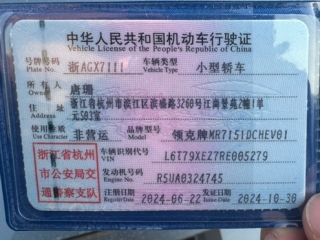 中华人民共和国机动车行驶证
Vehicle License of the People's Republic of China
号牌号码 浙AGX7111 车辆类型 小型轿车
Plate No. Vehicle Type
所有人 唐瑞
Owner
住址 浙江省杭州市滨江区滨盛路3260号江南景苑2幢1单
元503室
Address
使用性质 非营运 品牌型号 领克牌MR7151DCHEV01
Use Character Model
浙江省杭州市公安局交通警察支队
车辆识别代号 L6T79XEZ7RE005279
VIN
发动机号码 RSUA0324745
Engine No.
注册日期 2024-06-22 发证日期 2024-10-30
Register Date Issue Date